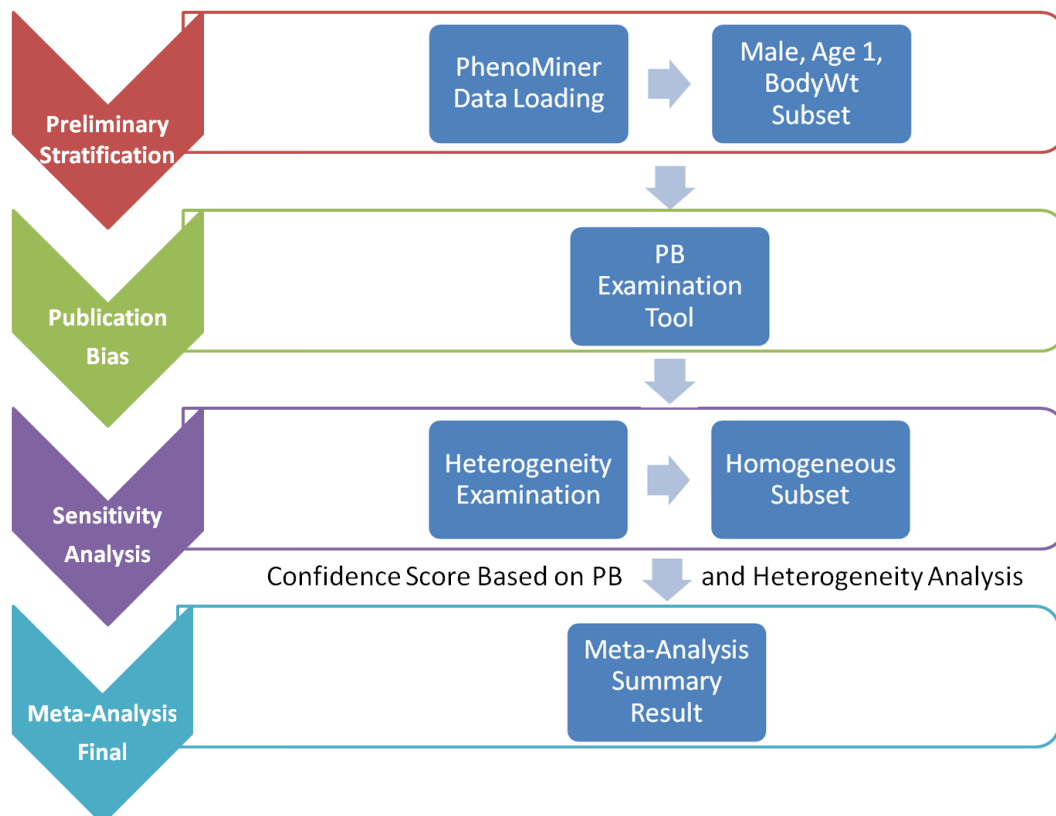 Preliminary
Stratification
PhenoMiner
Data Loading
Male, Age 1,
BodyWt
Subset
Publication
Bias
PB
Examination
Tool
Sensitivity
Analysis
Heterogeneity
Examination
Homogeneous
Subset
Confidence Score Based on PB and Heterogeneity Analysis
Meta-Analysis
Final
Meta-Analysis
Summary
Result